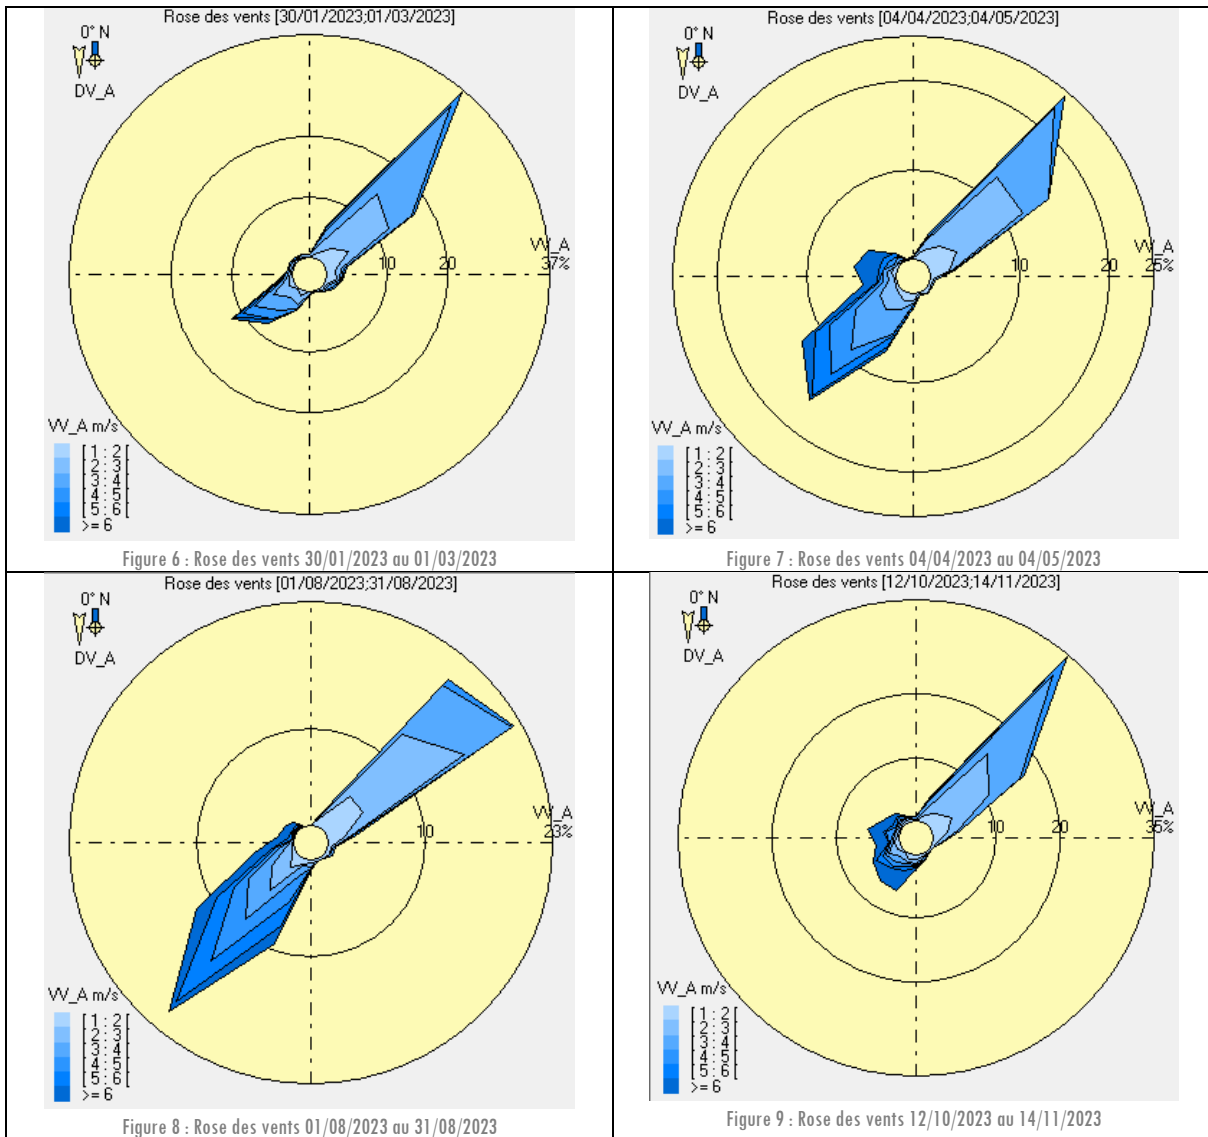 Rose des vents [30/01/2023;01/03/2023]
0° N
DV_A
VV_A
10
20
37%
VV_A m/s
[ 1 : 2 [
[ 2 : 3 [
[ 3 : 4 [
[ 4 : 5 [
[ 5 : 6 [
>= 6
Figure 6 : Rose des vents 30/01/2023 au 01/03/2023
Rose des vents [04/04/2023;04/05/2023]
0° N
DV_A
VV_A
10
20
25%
VV_A m/s
[ 1 : 2 [
[ 2 : 3 [
[ 3 : 4 [
[ 4 : 5 [
[ 5 : 6 [
>= 6
Figure 7 : Rose des vents 04/04/2023 au 04/05/2023
Rose des vents [01/08/2023;31/08/2023]
0° N
DV_A
VV_A
10
23%
VV_A m/s
[ 1 : 2 [
[ 2 : 3 [
[ 3 : 4 [
[ 4 : 5 [
[ 5 : 6 [
>= 6
Figure 8 : Rose des vents 01/08/2023 au 31/08/2023
Rose des vents [12/10/2023;14/11/2023]
0° N
DV_A
VV_A
10
20
35%
VV_A m/s
[ 1 : 2 [
[ 2 : 3 [
[ 3 : 4 [
[ 4 : 5 [
[ 5 : 6 [
>= 6
Figure 9 : Rose des vents 12/10/2023 au 14/11/2023